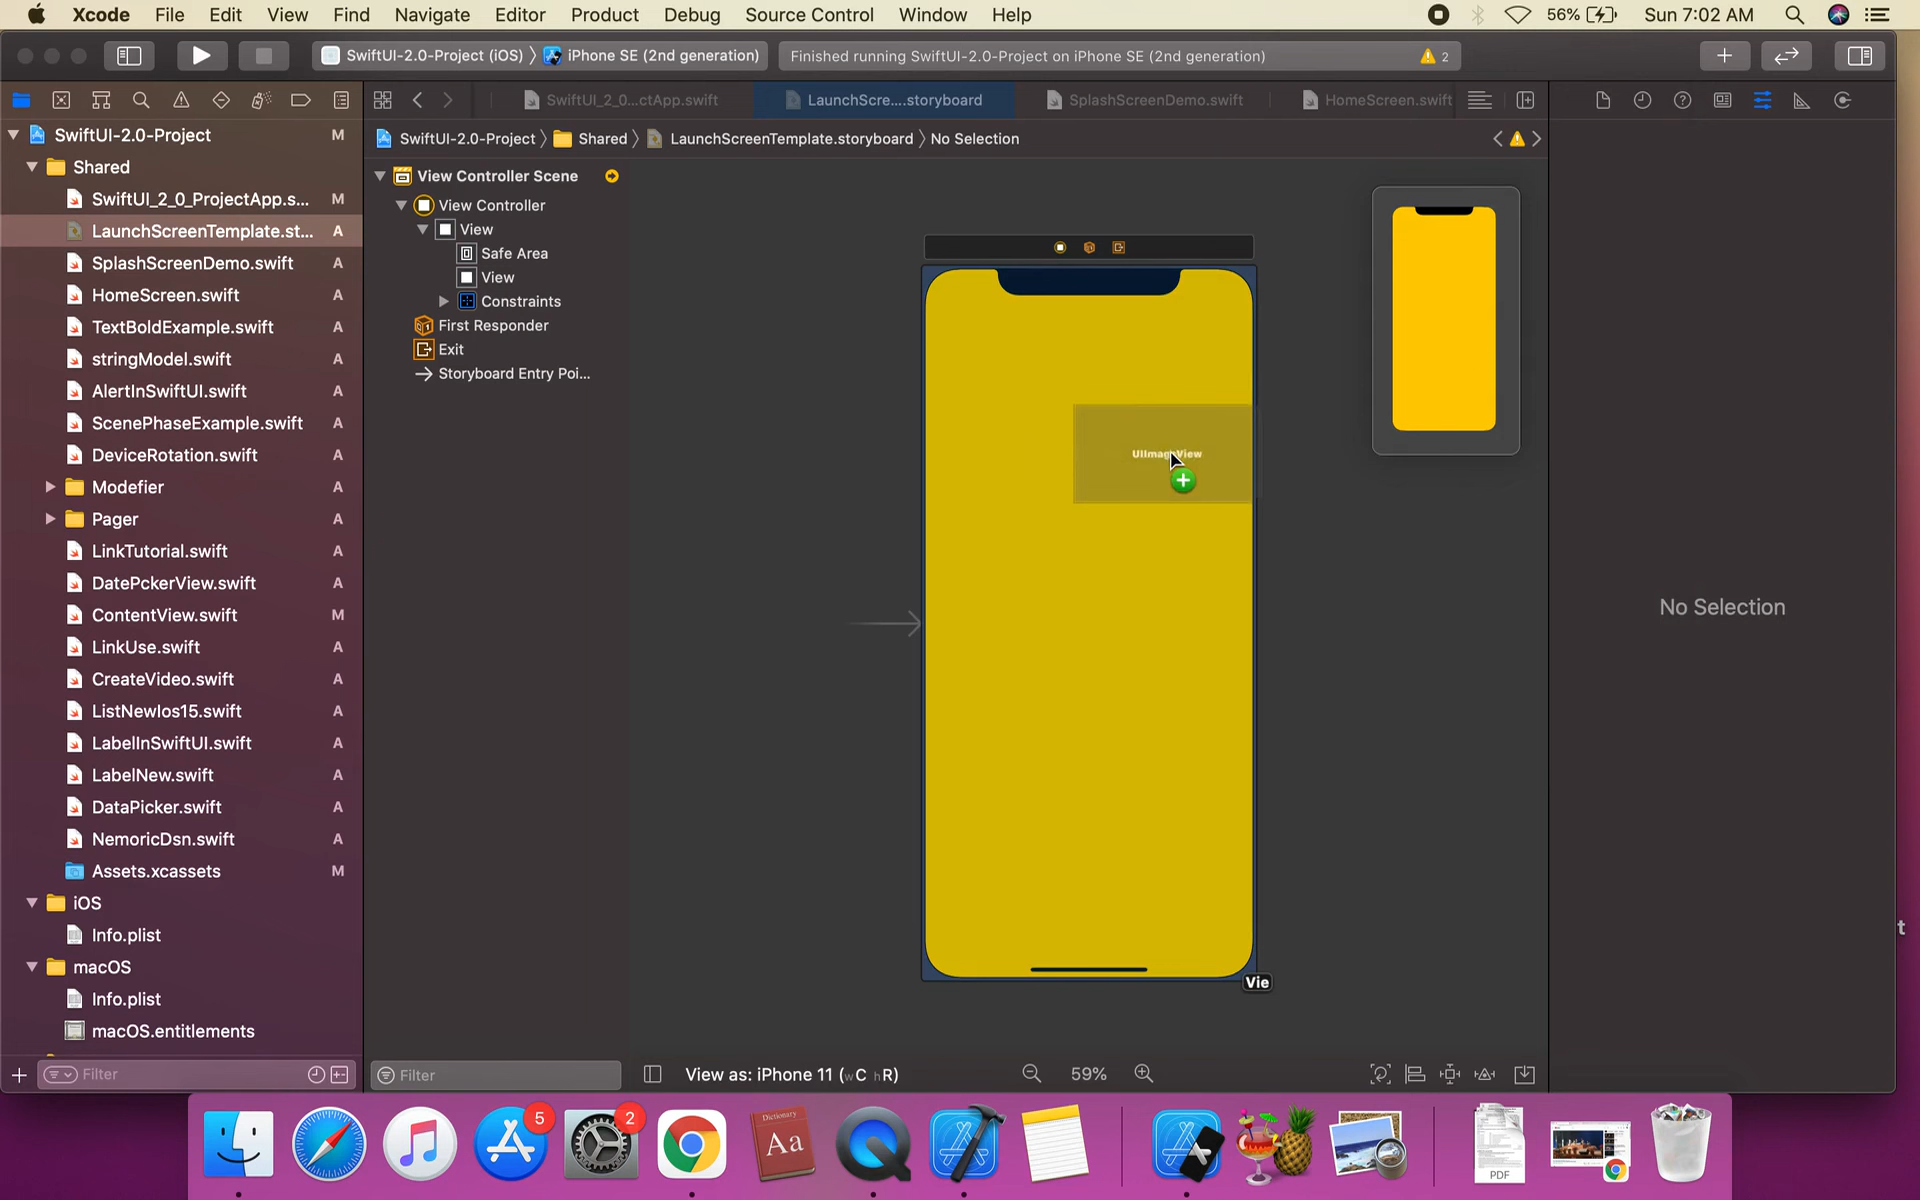 Xcode File Edit View Find Navigate Editor Product Debug Source Control Window Help
56% Sun 7:02 AM
SwiftUI-2.0-Project (iOS) iPhone SE (2nd generation)
Finished running SwiftUI-2.0-Project on iPhone SE (2nd generation)
2
SwiftUI_2_0...ctApp.swift
LaunchScre....storyboard
SplashScreenDemo.swift
HomeScreen.swift
SwiftUI-2.0-Project Shared LaunchScreenTemplate.storyboard No Selection
SwiftUI-2.0-Project M
Shared
SwiftUI_2_0_ProjectApp.s... M
LaunchScreenTemplate.st... A
SplashScreenDemo.swift A
HomeScreen.swift A
TextBoldExample.swift A
stringModel.swift A
AlertInSwiftUI.swift A
ScenePhaseExample.swift A
DeviceRotation.swift A
Modefier A
Pager A
LinkTutorial.swift A
DatePckerView.swift A
ContentView.swift M
LinkUse.swift A
CreateVideo.swift A
ListNewIos15.swift A
LabelInSwiftUI.swift A
LabelNew.swift A
DataPicker.swift A
NemoricDsn.swift A
Assets.xcassets M
iOS
Info.plist
macOS
Info.plist
macOS.entitlements
Filter
View Controller Scene
View Controller
View
Safe Area
View
Constraints
First Responder
Exit
Storyboard Entry Poi...
Filter
UIImageView
Vie
View as: iPhone 11 (wC hR)
59%
No Selection
t
5
2
Dictionary
Aa
PDF